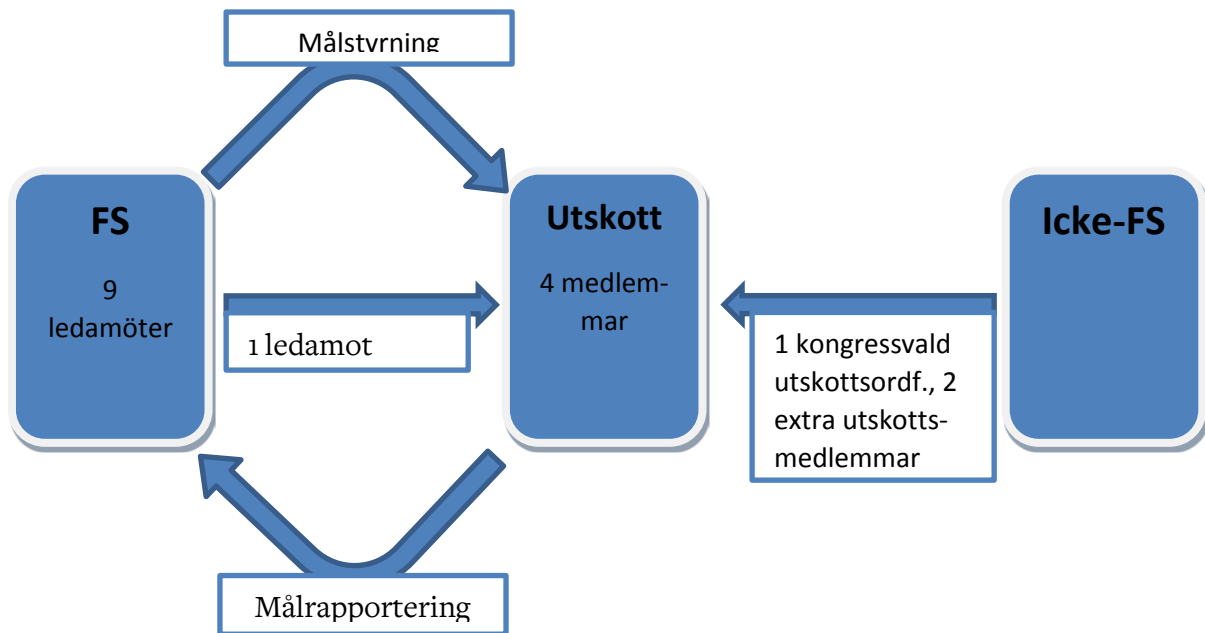 Målstyrning
FS
9
ledamöter
1 ledamot
Utskott
4 medlem-
mar
Icke-FS
1 kongressvald
utskottsordf., 2
extra utskotts-
medlemmar
Målrapportering